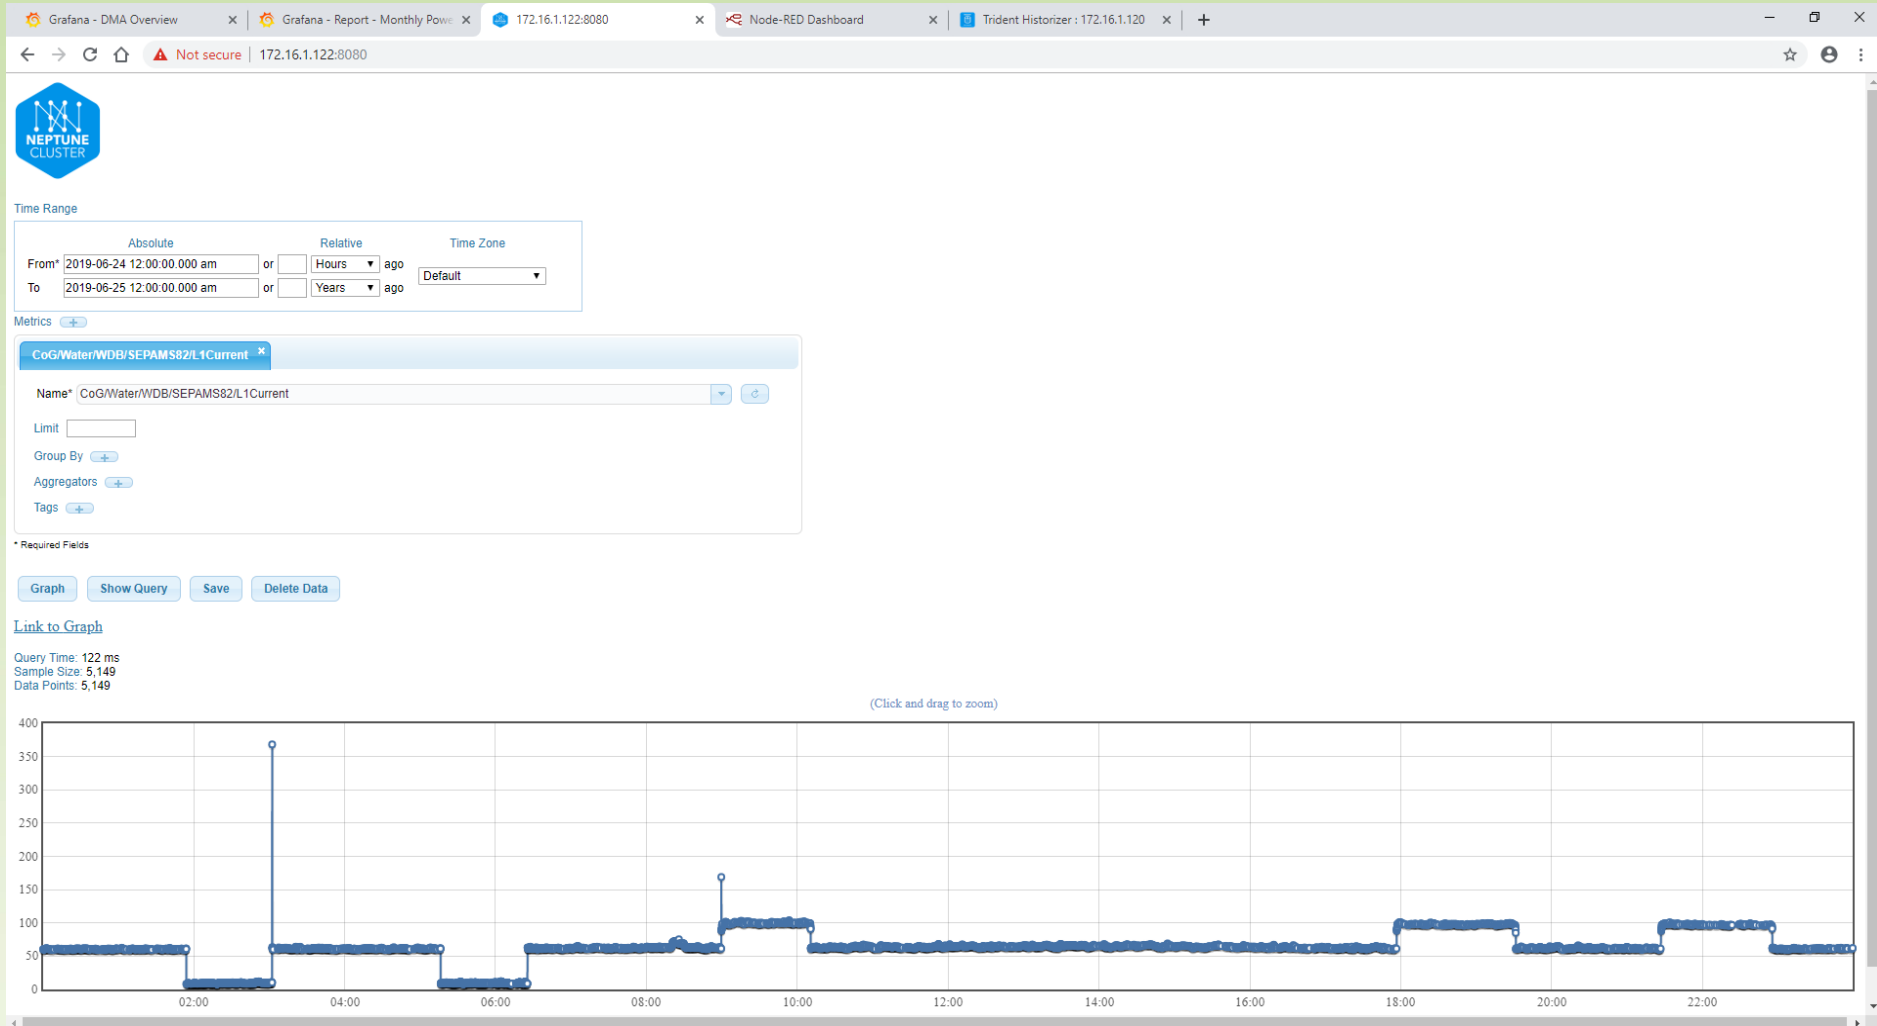 Grafana - DMA Overview
Grafana - Report - Monthly Powe
172.16.1.122:8080
Node-RED Dashboard
Trident Historizer : 172.16.1.120
Not secure | 172.16.1.122:8080
NEPTUNE
CLUSTER
Time Range
Absolute Relative Time Zone
From* 2019-06-24 12:00:00.000 am or Hours ago
Default
To 2019-06-25 12:00:00.000 am or Years ago
Metrics
CoG/Water/WDB/SEPAMS82/L1Current
Name* CoG/Water/WDB/SEPAMS82/L1Current
Limit
Group By
Aggregators
Tags
* Required Fields
Graph Show Query Save Delete Data
Link to Graph
Query Time: 122 ms
Sample Size: 5,149
Data Points: 5,149
(Click and drag to zoom)
400
350
300
250
200
150
100
50
0
02:00 04:00 06:00 08:00 10:00 12:00 14:00 16:00 18:00 20:00 22:00